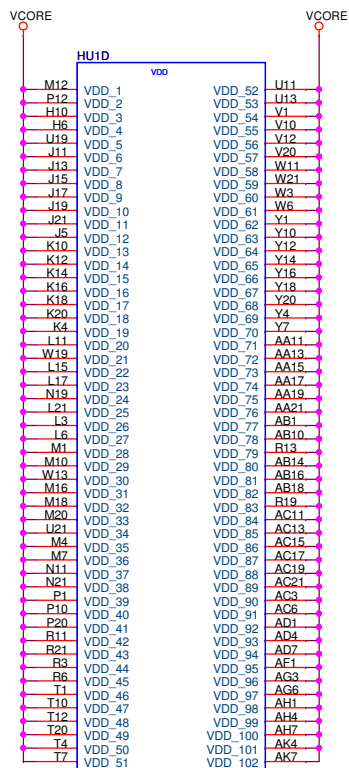 VCORE VCORE
HU1D
VDD
M12 VDD_1 VDD_52 U11
P12 VDD_2 VDD_53 U13
H10 VDD_3 VDD_54 V1
H6 VDD_4 VDD_55 V10
U19 VDD_5 VDD_56 V12
J11 VDD_6 VDD_57 V20
J13 VDD_7 VDD_58 W11
J15 VDD_8 VDD_59 W21
J17 VDD_9 VDD_60 W3
J19 VDD_10 VDD_61 W6
J21 VDD_11 VDD_62 Y1
J5 VDD_12 VDD_63 Y10
K10 VDD_13 VDD_64 Y12
K12 VDD_14 VDD_65 Y14
K14 VDD_15 VDD_66 Y16
K16 VDD_16 VDD_67 Y18
K18 VDD_17 VDD_68 Y20
K20 VDD_18 VDD_69 Y4
K4 VDD_19 VDD_70 Y7
L11 VDD_20 VDD_71 AA11
W19 VDD_21 VDD_72 AA13
L15 VDD_22 VDD_73 AA15
L17 VDD_23 VDD_74 AA17
N19 VDD_24 VDD_75 AA19
L21 VDD_25 VDD_76 AA21
L3 VDD_26 VDD_77 AB1
L6 VDD_27 VDD_78 AB10
M1 VDD_28 VDD_79 R13
M10 VDD_29 VDD_80 AB14
W13 VDD_30 VDD_81 AB16
M16 VDD_31 VDD_82 AB18
M18 VDD_32 VDD_83 R19
M20 VDD_33 VDD_84 AC11
U21 VDD_34 VDD_85 AC13
M4 VDD_35 VDD_86 AC15
M7 VDD_36 VDD_87 AC17
N11 VDD_37 VDD_88 AC19
N21 VDD_38 VDD_89 AC21
P1 VDD_39 VDD_90 AC3
P10 VDD_40 VDD_91 AC6
P20 VDD_41 VDD_92 AD1
R11 VDD_42 VDD_93 AD4
R21 VDD_43 VDD_94 AD7
R3 VDD_44 VDD_95 AF1
R6 VDD_45 VDD_96 AG3
T1 VDD_46 VDD_97 AG6
T10 VDD_47 VDD_98 AH1
T12 VDD_48 VDD_99 AH4
T20 VDD_49 VDD_100 AH7
T4 VDD_50 VDD_101 AK4
T7 VDD_51 VDD_102 AK7